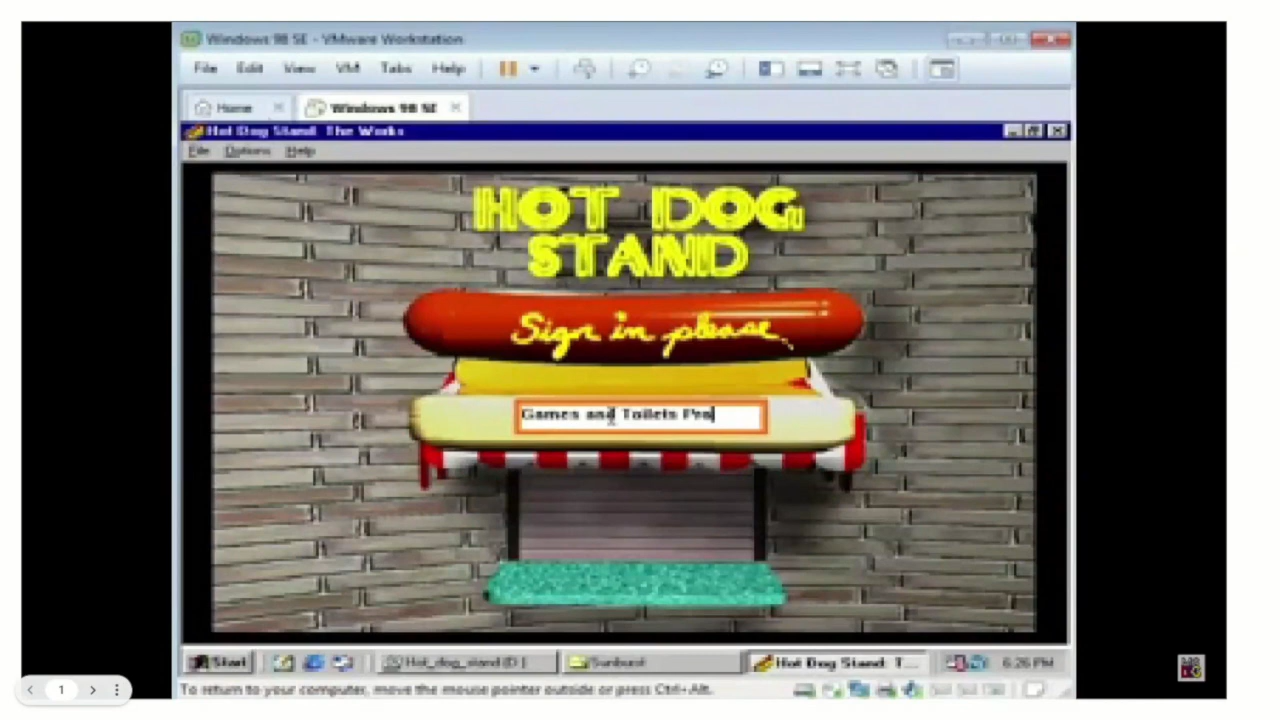 Windows 98 SE - VMware Workstation
File Edit View VM Tabs Help
Home Windows 98 SE
Hot Dog Stand The Works
File Options Help
HOT DOG
STAND
Sign in please
Games and Toilets Pro
Start Hot_dog_stand (D:) Sunburst Hot Dog Stand T... 6:26 PM
1
To return to your computer, move the mouse pointer outside or press Ctrl+Alt.